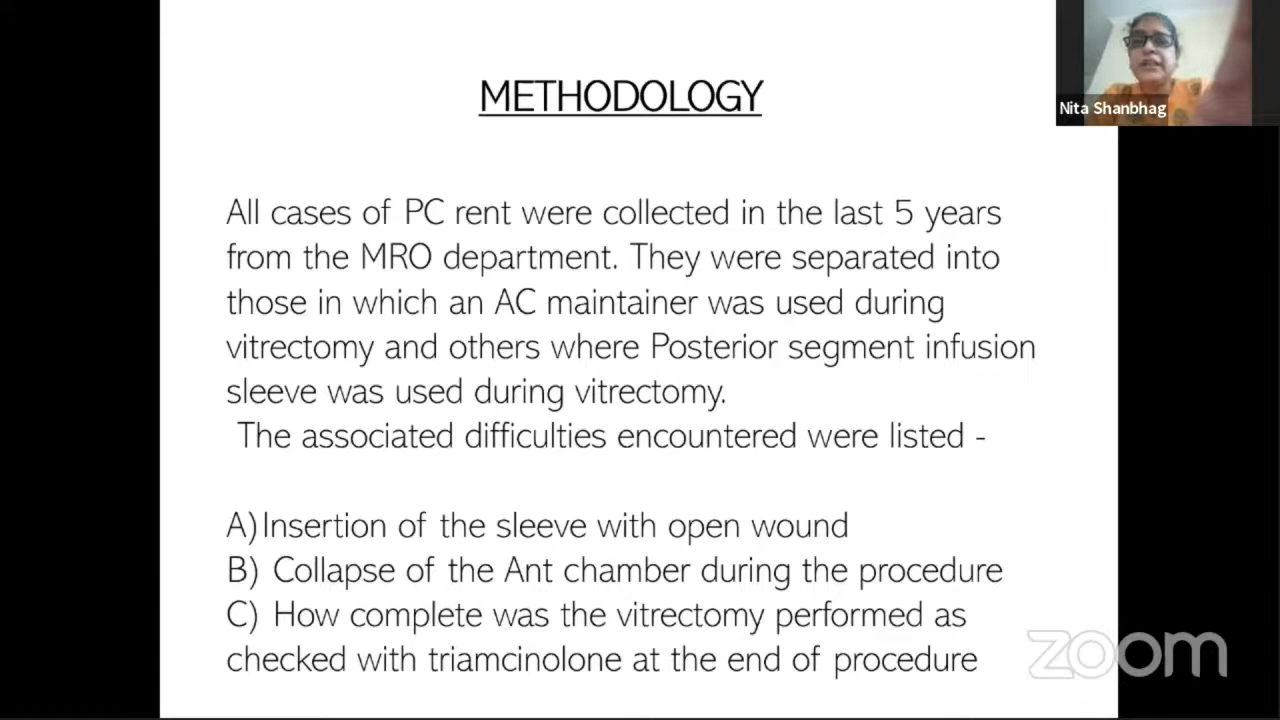 METHODOLOGY
Nita Shanbhag
All cases of PC rent were collected in the last 5 years
from the MRO department. They were separated into
those in which an AC maintainer was used during
vitrectomy and others where Posterior segment infusion
sleeve was used during vitrectomy.
The associated difficulties encountered were listed -
A)Insertion of the sleeve with open wound
B) Collapse of the Ant chamber during the procedure
C) How complete was the vitrectomy performed as
checked with triamcinolone at the end of procedure
zoom